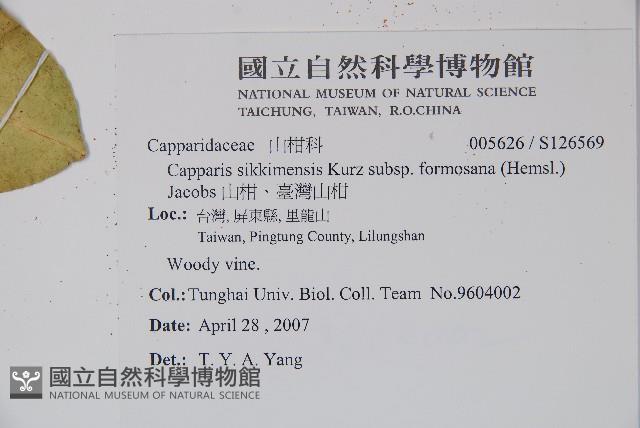 國立自然科學博物館
NATIONAL MUSEUM OF NATURAL SCIENCE
TAICHUNG, TAIWAN, R.O.CHINA
Capparidaceae 山柑科 005626 / S126569
Capparis sikkimensis Kurz subsp. formosana (Hemsl.)
Jacobs 山柑、臺灣山柑
Loc.: 台灣, 屏東縣, 里龍山
Taiwan, Pingtung County, Lilungshan
Woody vine.
Col.: Tunghai Univ. Biol. Coll. Team No.9604002
Date: April 28 , 2007
Det.: T. Y. A. Yang
國立自然科學博物館
NATIONAL MUSEUM OF NATURAL SCIENCE